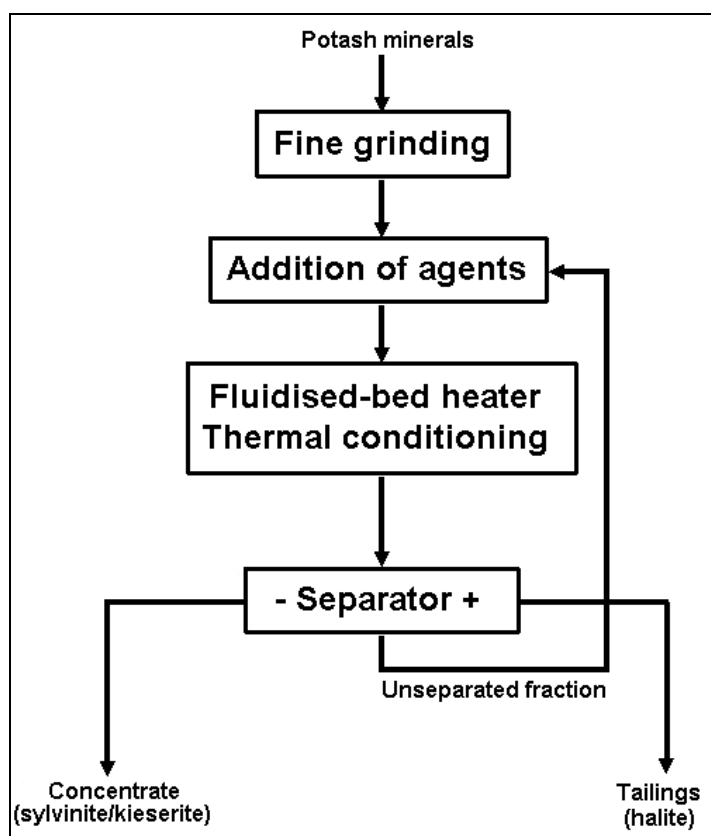 Potash minerals
Fine grinding
Addition of agents
Fluidised-bed heater
Thermal conditioning
- Separator +
Unseparated fraction
Concentrate
(sylvinite/kieserite)
Tailings
(halite)